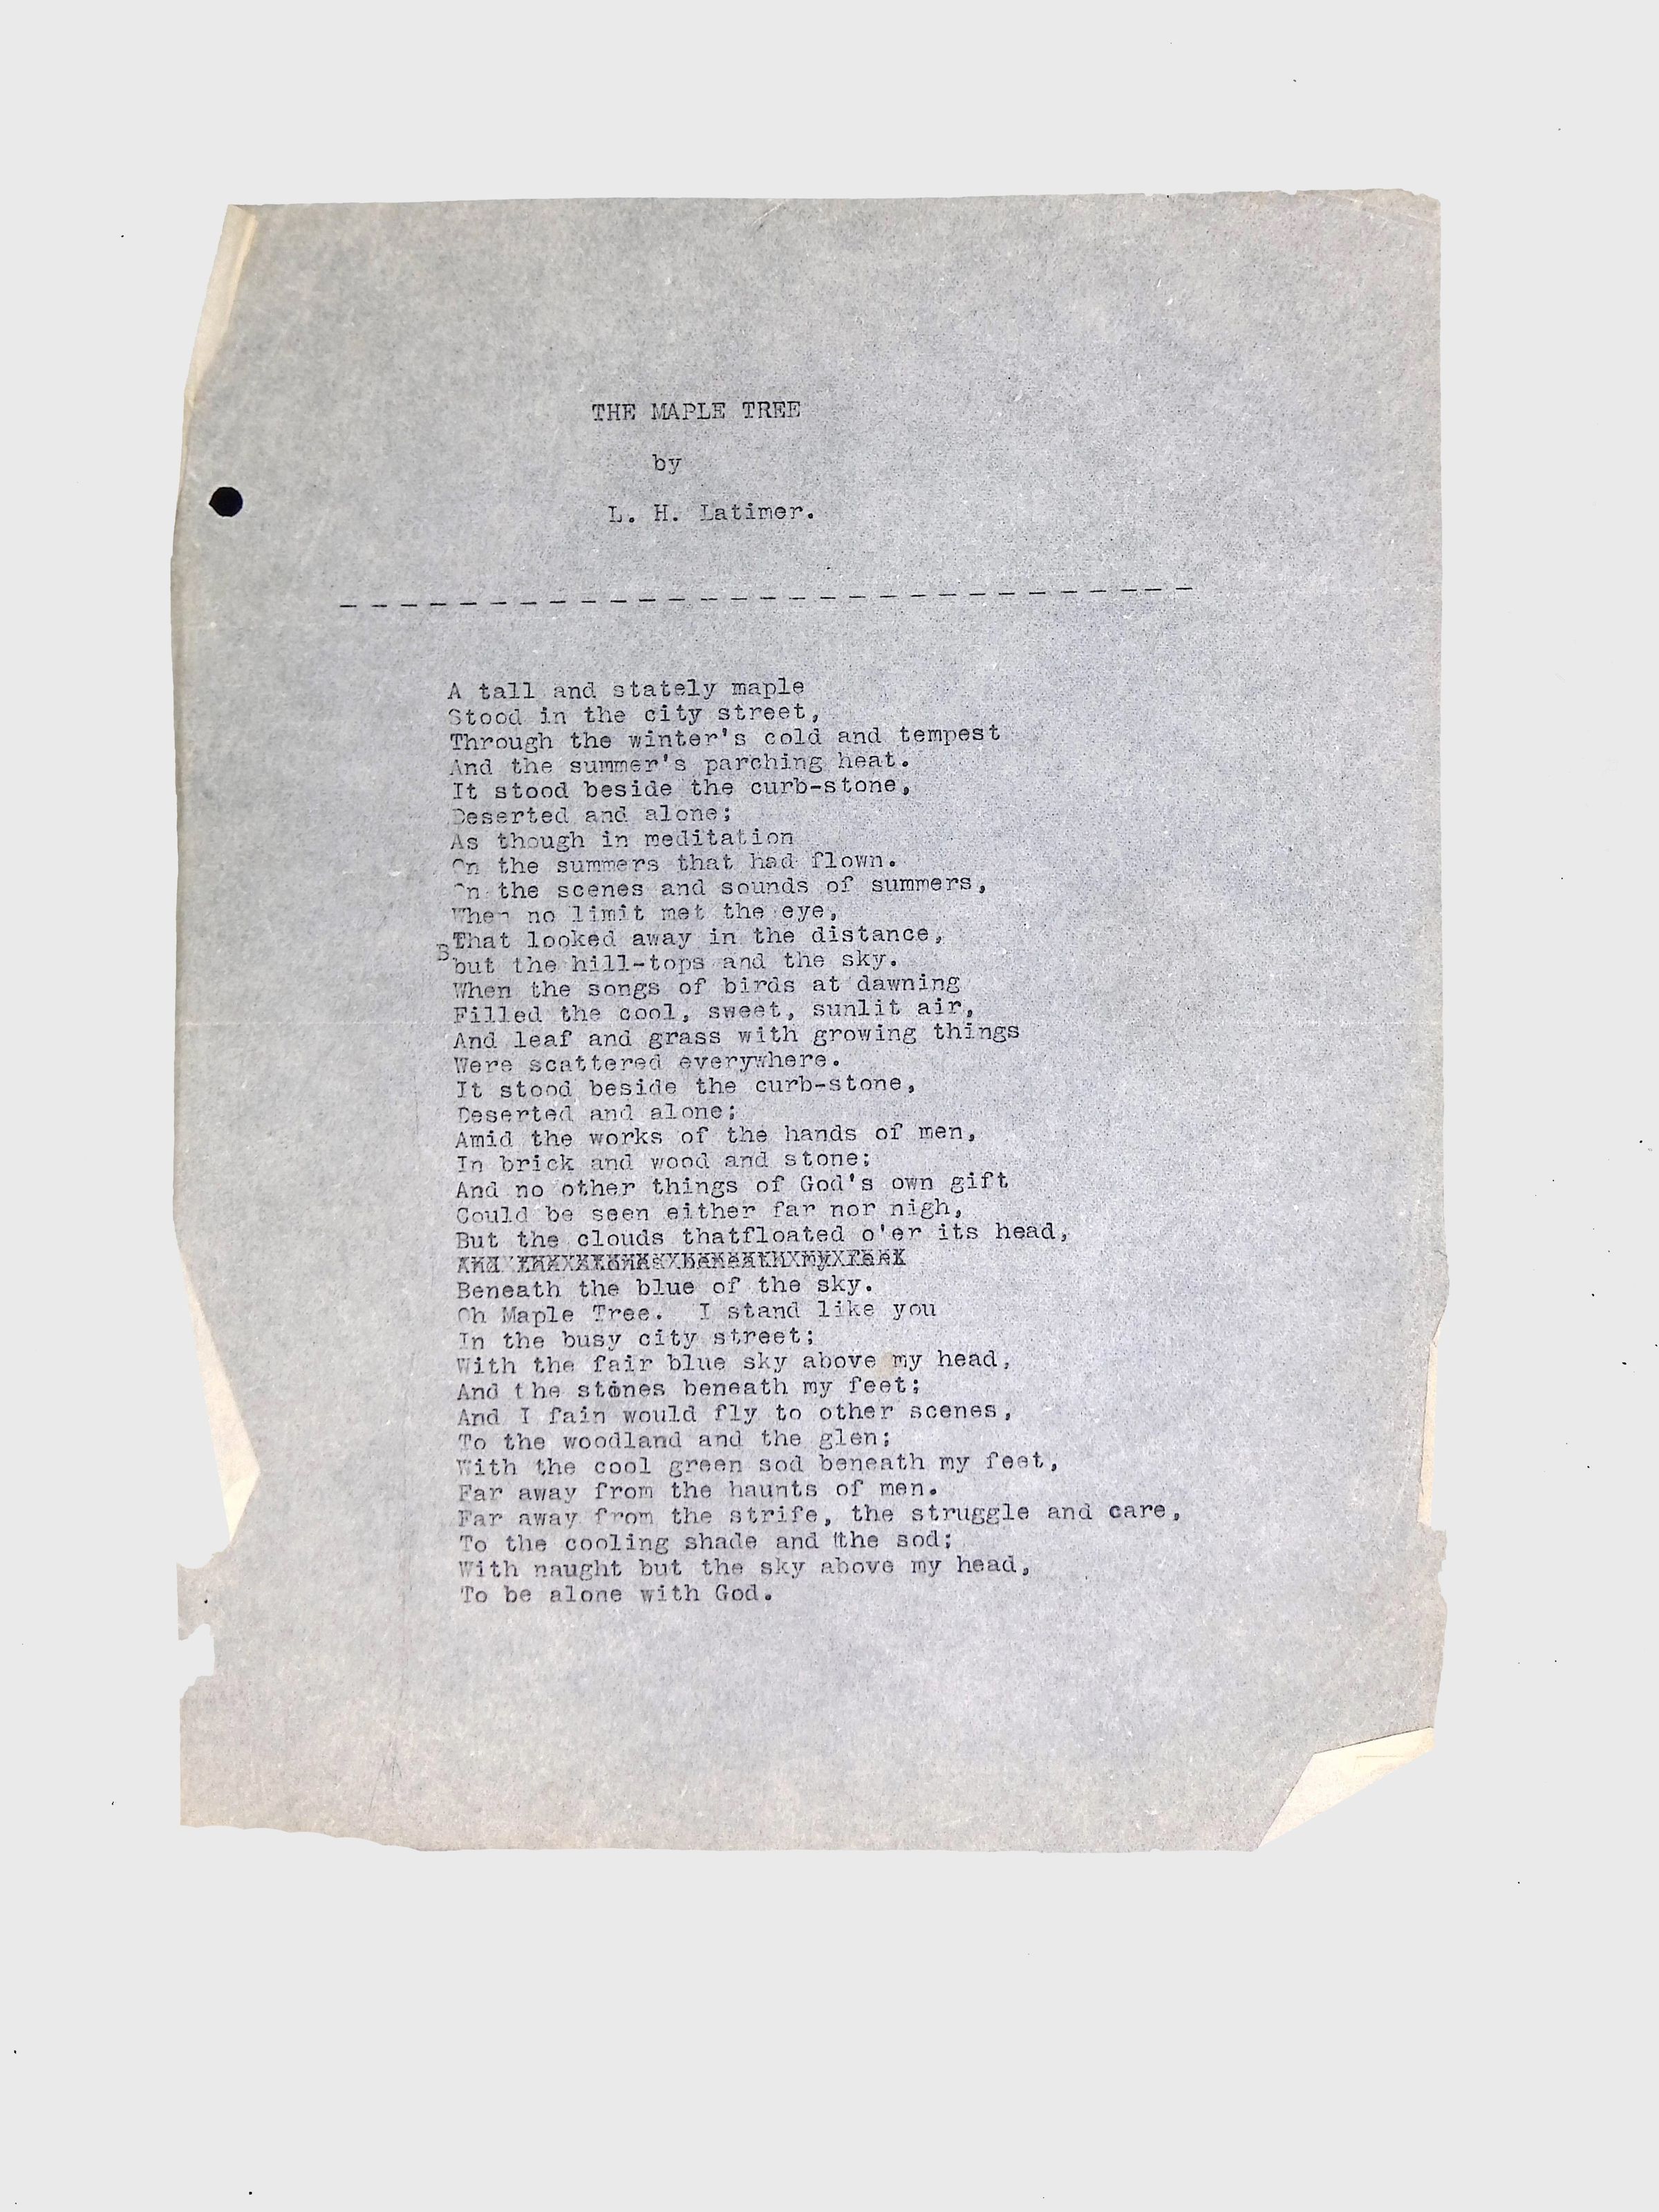 THE MAPLE TREE
by
L. H. Latimer.
- - - - - - - - - - - - - - - - - - - - - - - - - - - - -
A tall and stately maple
Stood in the city street,
Through the winter's cold and tempest
And the summer's parching heat.
It stood beside the curb-stone,
Deserted and alone;
As though in meditation
On the summers that had flown.
On the scenes and sounds of summers,
When no limit met the eye,
That looked away in the distance,
But the hill-tops and the sky.
When the songs of birds at dawning
Filled the cool, sweet, sunlit air,
And leaf and grass with growing things
Were scattered everywhere.
It stood beside the curb-stone,
Deserted and alone;
Amid the works of the hands of men,
In brick and wood and stone;
And no other things of God's own gift
Could be seen either far nor nigh,
But the clouds thatfloated o'er its head,
And the stones beneath my feet
Beneath the blue of the sky.
Oh Maple Tree.  I stand like you
In the busy city street;
With the fair blue sky above my head,
And the stones beneath my feet;
And I fain would fly to other scenes,
To the woodland and the glen;
With the cool green sod beneath my feet,
Far away from the haunts of men.
Far away from the strife, the struggle and care,
To the cooling shade and the sod;
With naught but the sky above my head,
To be alone with God.